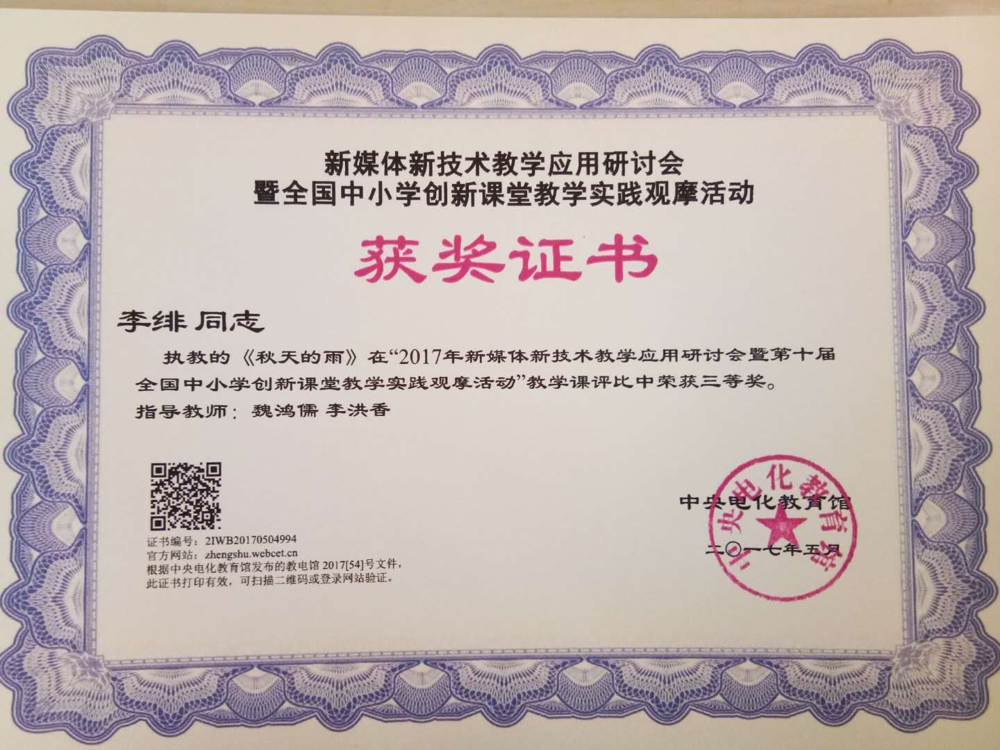 新媒体新技术教学应用研讨会
暨全国中小学创新课堂教学实践观摩活动
获奖证书
李绯 同志
执教的《秋天的雨》在“2017年新媒体新技术教学应用研讨会暨第十届
全国中小学创新课堂教学实践观摩活动”教学课评比中荣获三等奖。
指导教师：魏鸿儒 李洪香
证书编号：2IWB20170504994
官方网站：zhengshu.webcet.cn
根据中央电化教育馆发布的教电馆 2017[54]号文件，
此证书打印有效，可扫描二维码或登录网站验证。
中央电化教育馆
二〇一七年五月
中央电化教育馆